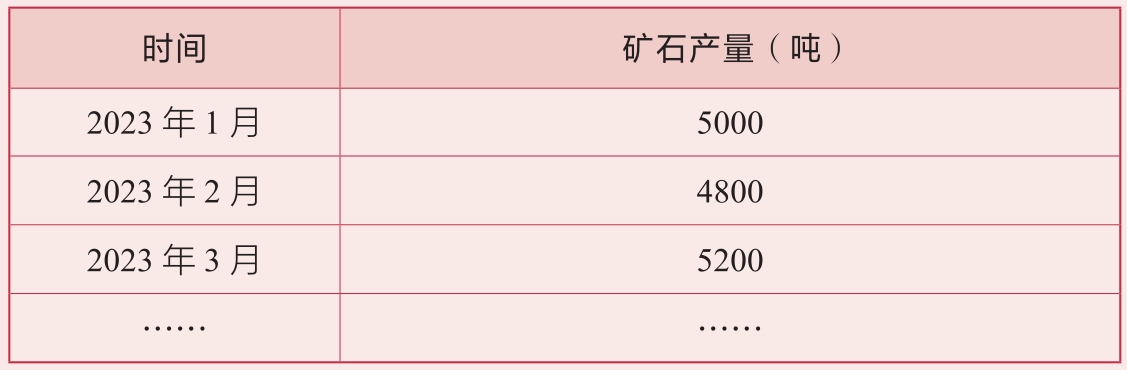 时间 矿石产量（吨）
2023 年 1 月 5000
2023 年 2 月 4800
2023 年 3 月 5200
…… ……